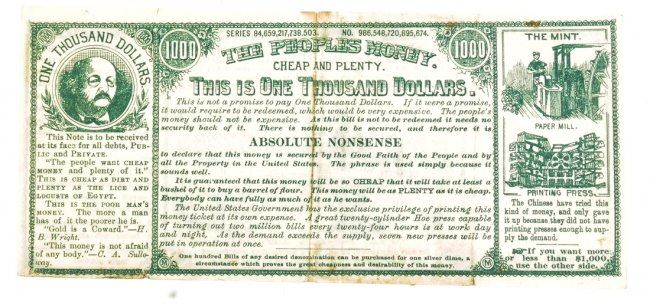 ONE THOUSAND DOLLARS.
This Note is to be received
at its face for all debts, PUB-
LIC and PRIVATE.
"The people want CHEAP
MONEY and plenty of it."
THIS IS CHEAP AS DIRT AND
PLENTY AS THE LICE AND
LOCUSTS OF EGYPT.
THIS IS THE POOR MAN'S
MONEY. The more a man
has of it the poorer he is.
"Gold is a Coward."—H.
B. Wright.
"This money is not afraid
of any body."—C. A. Sullo-
way.
SERIES 84,659,217,738,503. NO. 986,548,720,895,674.
1000 THE PEOPLES MONEY. 1000
CHEAP AND PLENTY.
THIS IS ONE THOUSAND DOLLARS.
This is not a promise to pay One Thousand Dollars. If it were a promise,
it would require to be redeemed, which would be very expensive. The people's
money should not be expensive. As this bill is not to be redeemed it needs no
security back of it. There is nothing to be secured, and therefore it is
ABSOLUTE NONSENSE
to declare that this money is secured by the Good Faith of the People and by
all the Property in the United States. The phrase is used simply because it
sounds well.
It is guaranteed that this money will be so CHEAP that it will take at least a
bushel of it to buy a barrel of flour. This money will be as PLENTY as it is cheap.
Everybody can have fully as much of it as he wants.
The United States Government has the exclusive privilege of printing this
money ticket at its own expense. A great twenty-cylinder Hoe press capable
of turning out two million bills every twenty-four hours is at work day
and night. As the demand exceeds the supply, seven new presses will be
put in operation at once.
One hundred Bills of any desired denomination can be purchased for one silver dime, a
circumstance which proves the great cheapness and desirability of this money.
THE MINT.
PAPER MILL.
PRINTING PRESS.
The Chinese have tried this
kind of money, and only gave
it up because they did not have
printing presses enough to sup-
ply the demand.
If you want more
or less than $1,000,
use the other side.